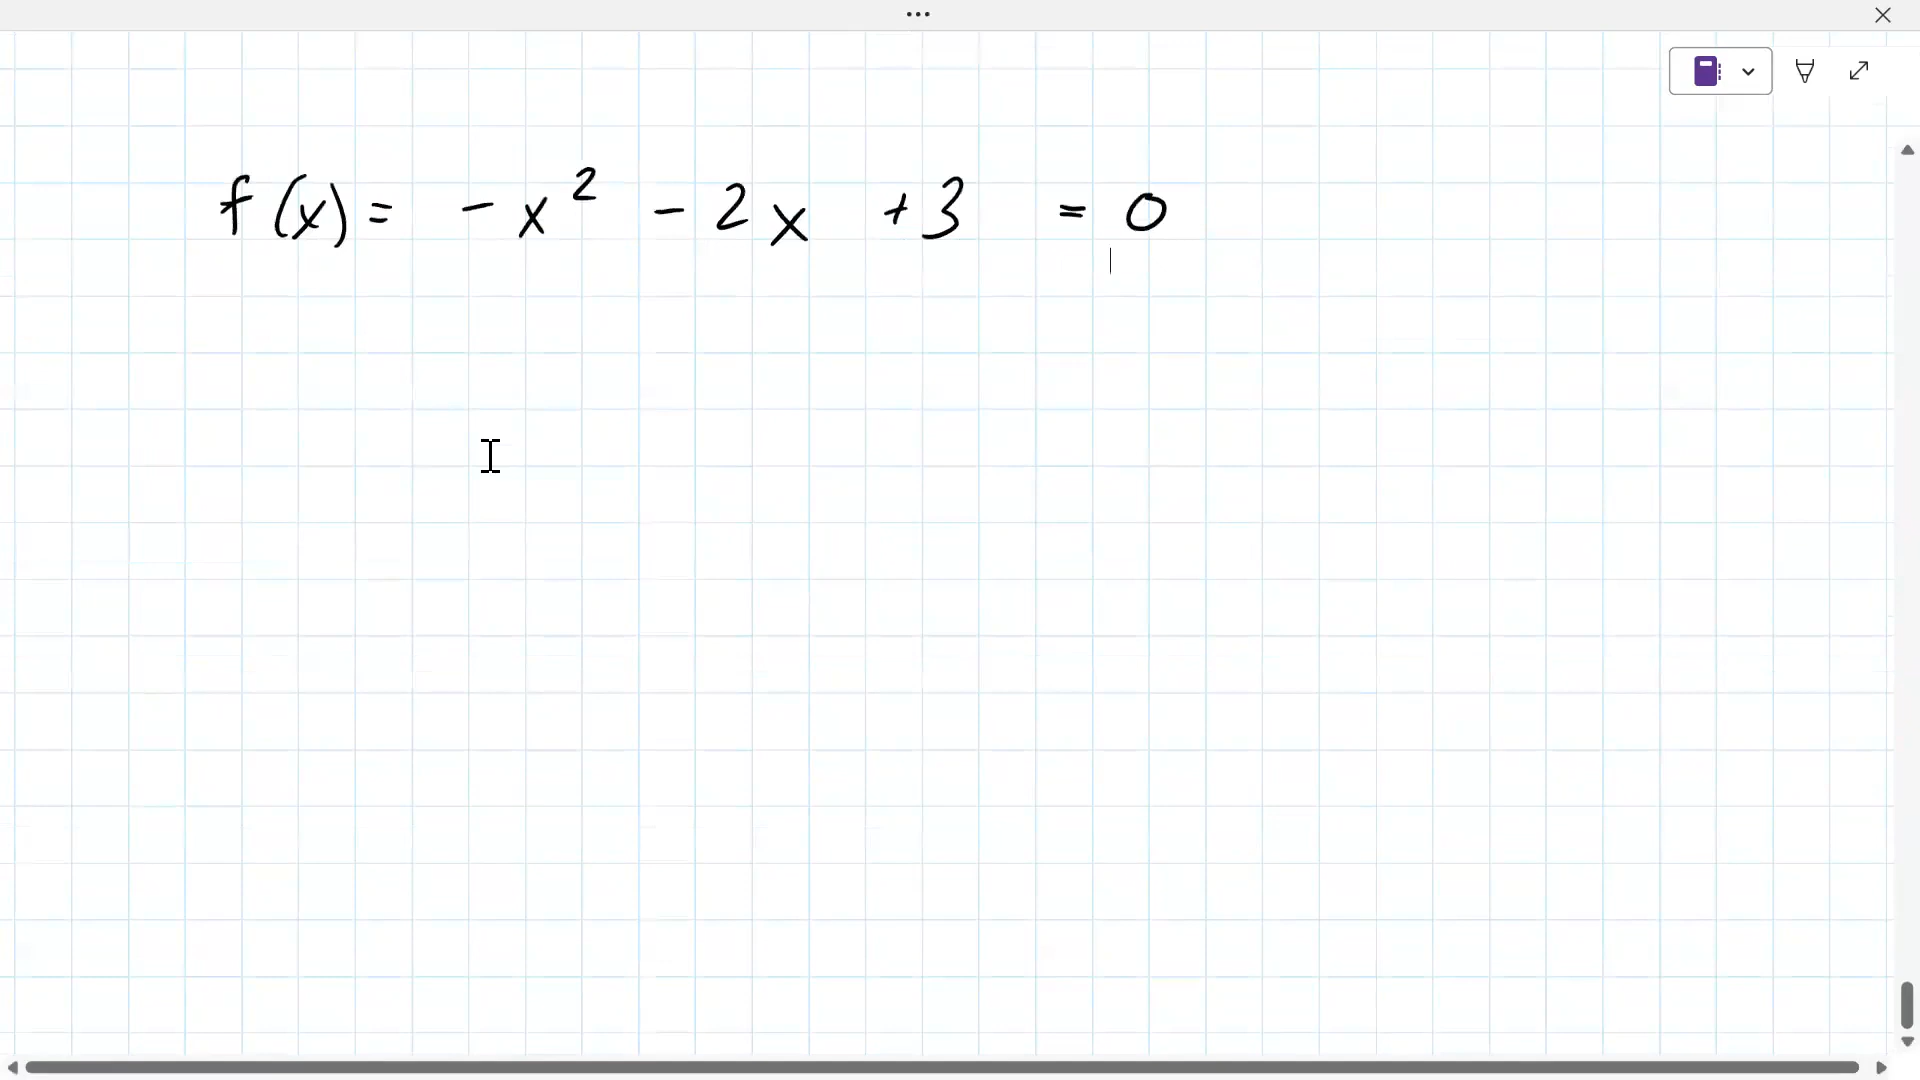 f(x) = - x² - 2x + 3 = 0